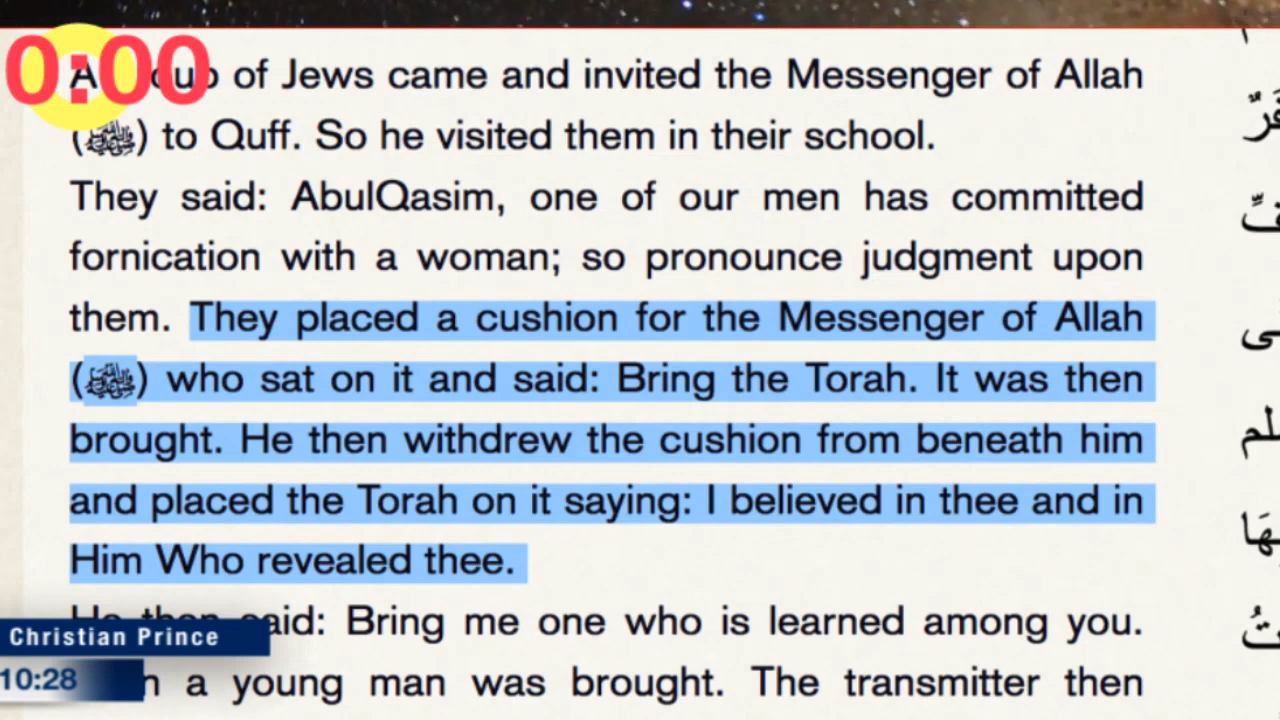 0:00
of Jews came and invited the Messenger of Allah
(ﷺ) to Quff. So he visited them in their school.
They said: AbulQasim, one of our men has committed
fornication with a woman; so pronounce judgment upon
them. They placed a cushion for the Messenger of Allah
(ﷺ) who sat on it and said: Bring the Torah. It was then
brought. He then withdrew the cushion from beneath him
and placed the Torah on it saying: I believed in thee and in
Him Who revealed thee.
He then said: Bring me one who is learned among you.
a young man was brought. The transmitter then
Christian Prince
10:28